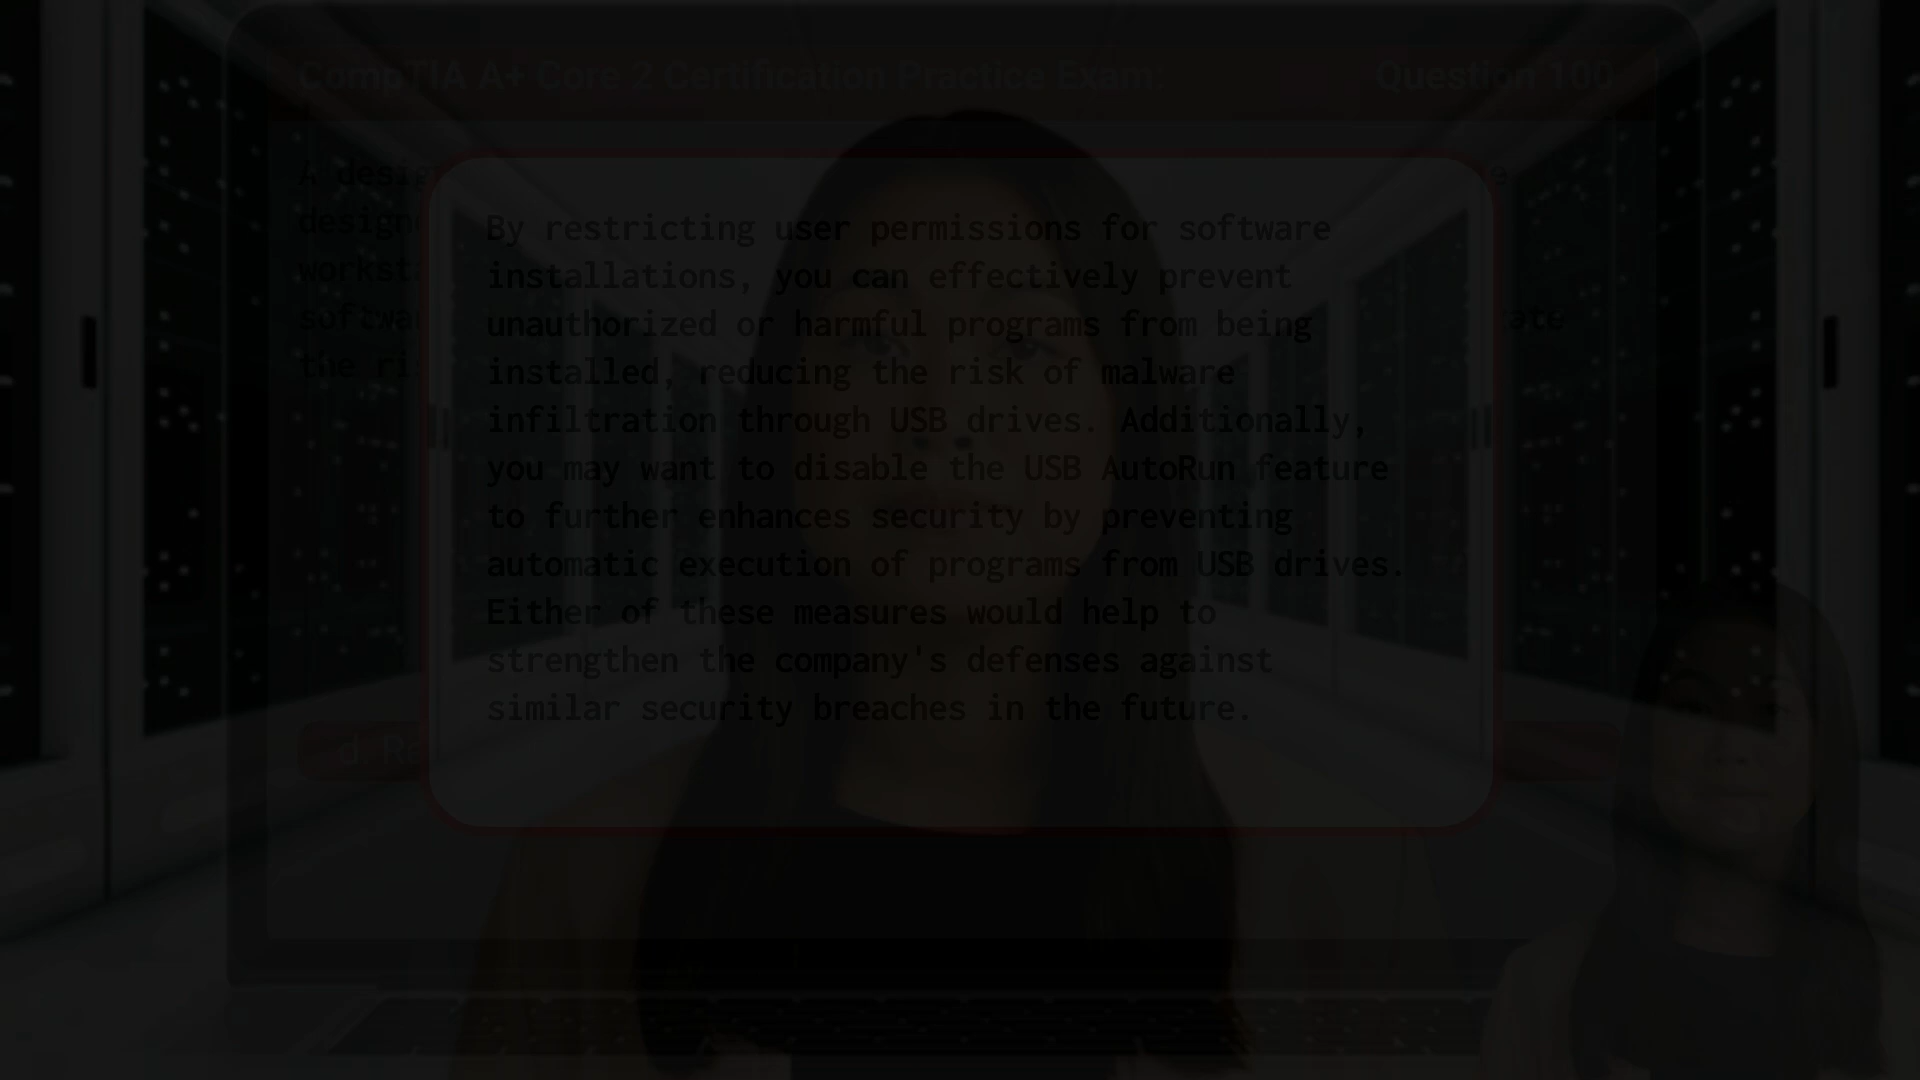 CompTIA A+ Core 2 Certification Practice Exam: Question 100
A
the
By restricting user permissions for software
installations, you can effectively prevent
unauthorized or harmful programs from being
installed, reducing the risk of malware
infiltration through USB drives. Additionally,
you may want to disable the USB AutoRun feature
to further enhances security by preventing
automatic execution of programs from USB drives.
Either of these measures would help to
strengthen the company's defenses against
similar security breaches in the future.
d.